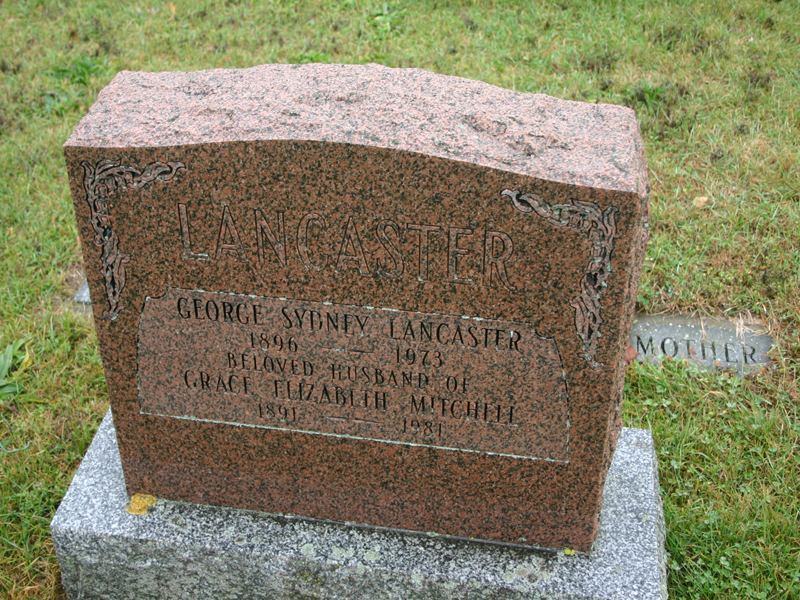 LANCASTER
GEORGE SYDNEY LANCASTER
1896 — 1973
BELOVED HUSBAND OF
GRACE ELIZABETH MITCHELL
1891 — 1981
MOTHER